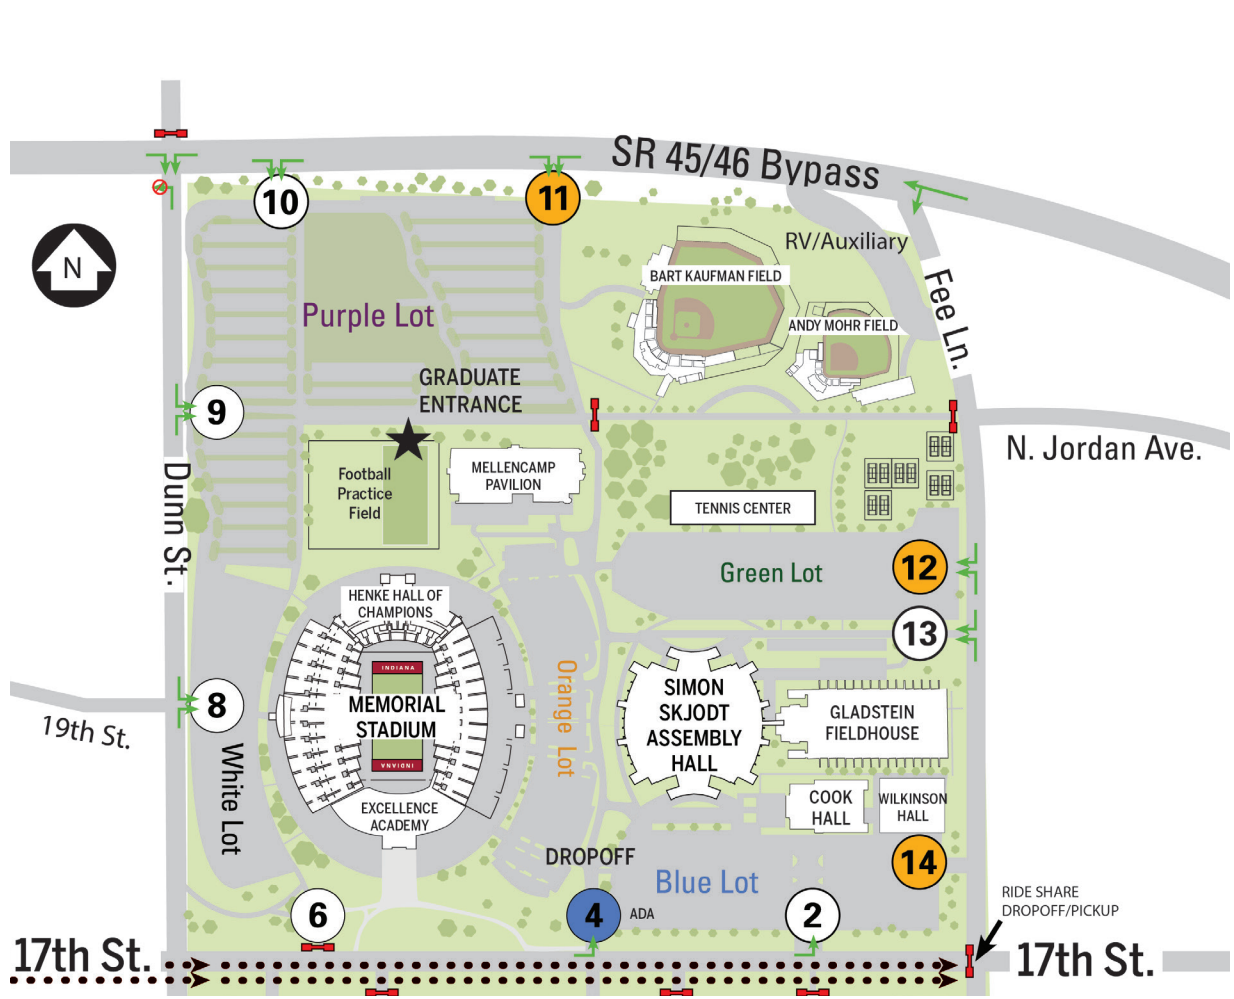 SR 45/46 Bypass
10
11
N
RV/Auxiliary
BART KAUFMAN FIELD
Fee Ln.
Purple Lot
ANDY MOHR FIELD
GRADUATE
ENTRANCE
9
N. Jordan Ave.
MELLENCAMP
PAVILION
Football
Practice
Field
TENNIS CENTER
Dunn St.
Green Lot
12
HENKE HALL OF
CHAMPIONS
13
INDIANA
Orange Lot
SIMON
SKJODT
ASSEMBLY
HALL
8
MEMORIAL
STADIUM
GLADSTEIN
FIELDHOUSE
19th St.
INDIANA
White Lot
EXCELLENCE
ACADEMY
COOK
HALL
WILKINSON
HALL
DROPOFF
14
Blue Lot
RIDE SHARE
DROPOFF/PICKUP
6
4
ADA
2
17th St.
17th St.